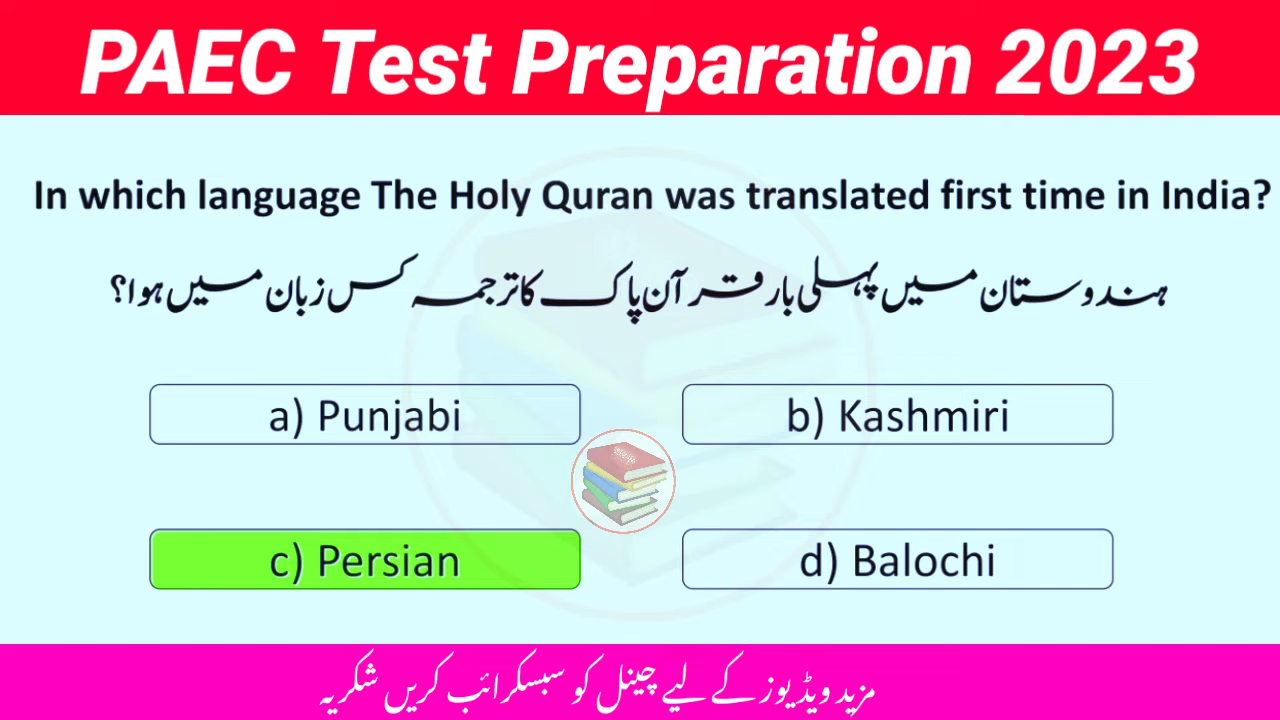 PAEC Test Preparation 2023
In which language The Holy Quran was translated first time in India?
ہندوستان میں پہلی بار قرآن پاک کا ترجمہ کس زبان میں ہوا؟
a) Punjabi
b) Kashmiri
c) Persian
d) Balochi
مزید ویڈیوز کے لیے چینل کو سبسکرائب کریں شکریہ